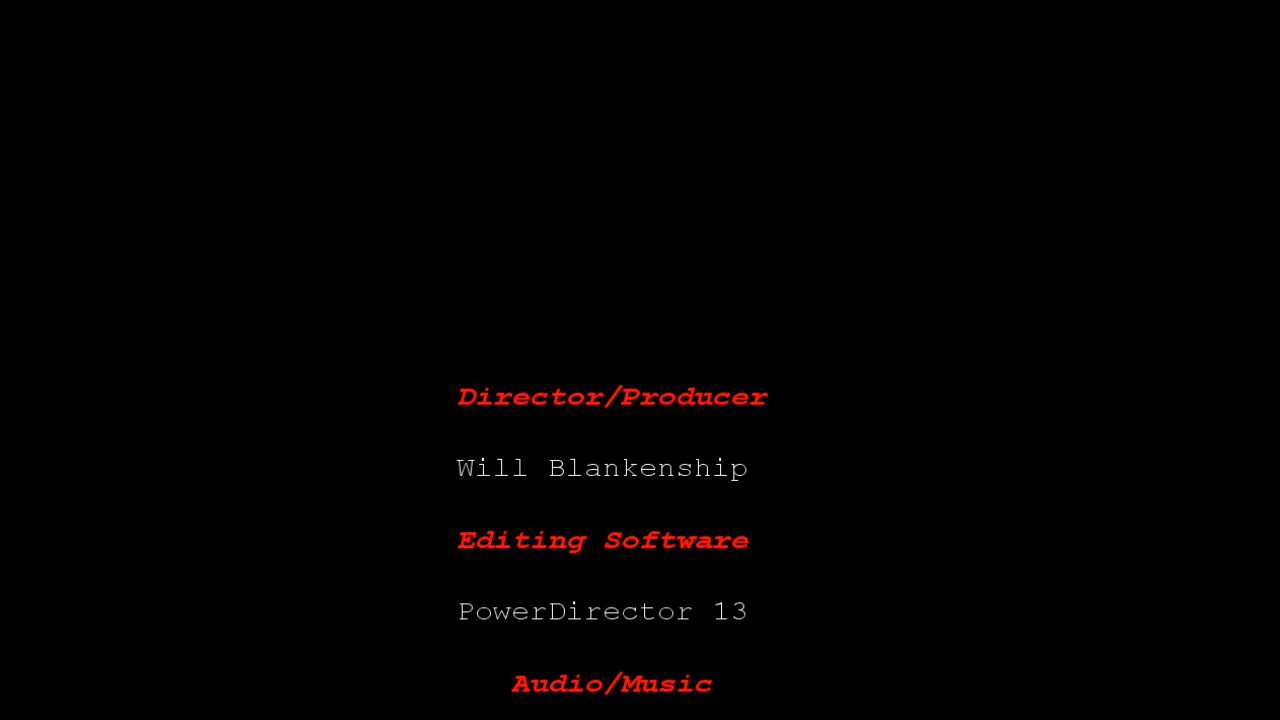 Director/Producer
Will Blankenship
Editing Software
PowerDirector 13
Audio/Music